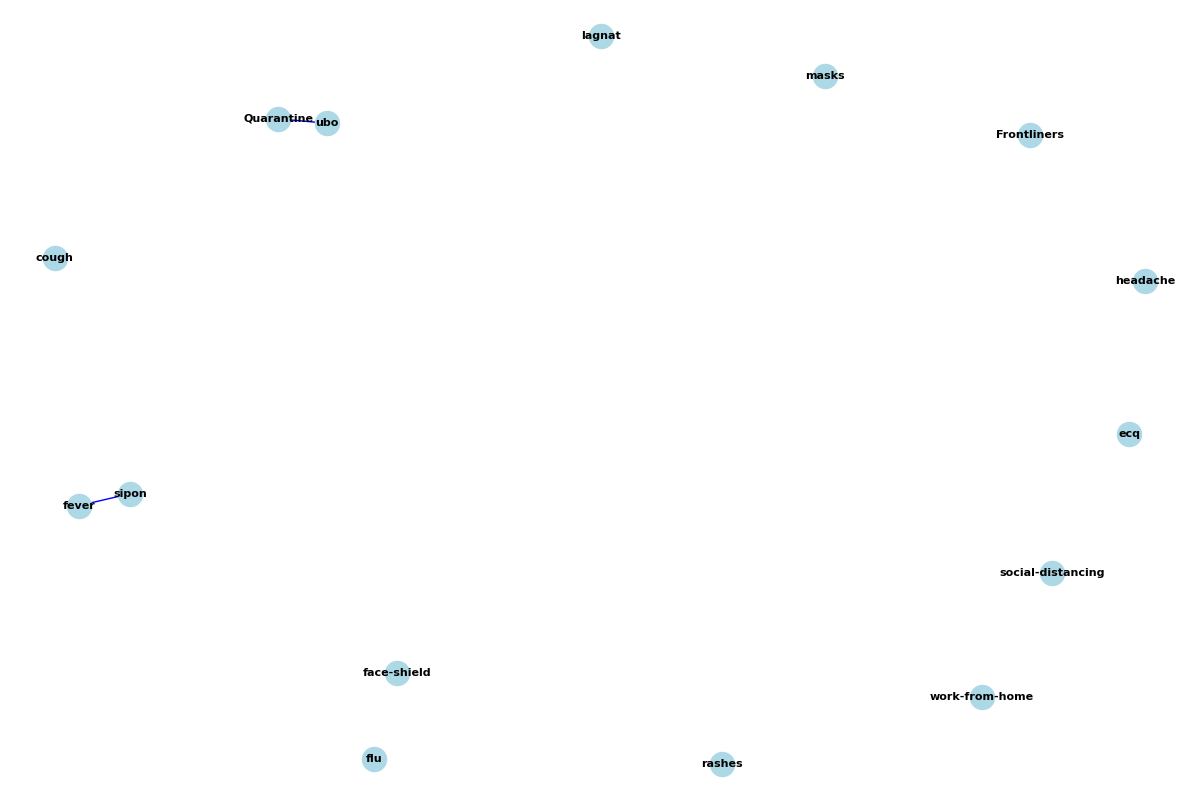 lagnat
masks
Quarantine
ubo
Frontliners
cough
headache
ecq
sipon
fever
social-distancing
face-shield
work-from-home
flu
rashes